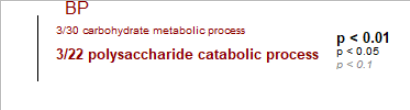 BP
3/30 carbohydrate metabolic process
3/22 polysaccharide catabolic process
p < 0.01
p < 0.05
p < 0.1